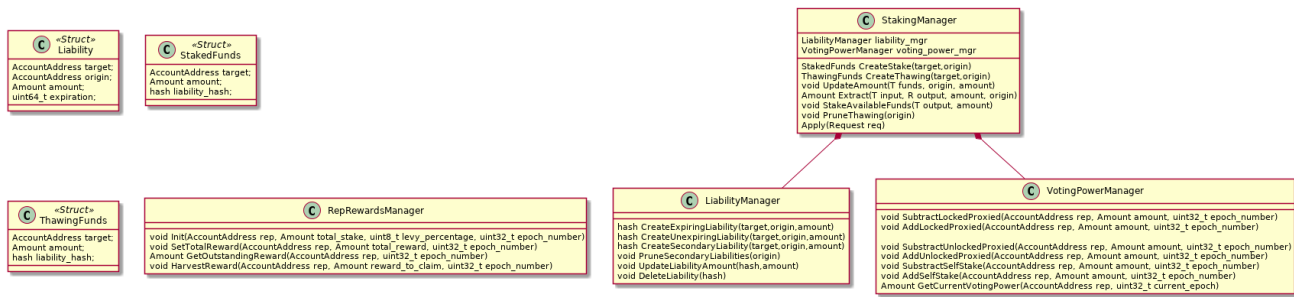 C StakingManager
LiabilityManager liability_mgr
VotingPowerManager voting_power_mgr
StakedFunds CreateStake(target,origin)
ThawingFunds CreateThawing(target,origin)
void UpdateAmount(T funds, origin, amount)
Amount Extract(T input, R output, amount, origin)
void StakeAvailableFunds(T output, amount)
void PruneThawing(origin)
Apply(Request req)
C «Struct»
Liability
AccountAddress target;
AccountAddress origin;
Amount amount;
uint64_t expiration;
C «Struct»
StakedFunds
AccountAddress target;
Amount amount;
hash liability_hash;
C «Struct»
ThawingFunds
AccountAddress target;
Amount amount;
hash liability_hash;
C RepRewardsManager
void Init(AccountAddress rep, Amount total_stake, uint8_t levy_percentage, uint32_t epoch_number)
void SetTotalReward(AccountAddress rep, Amount total_reward, uint32_t epoch_number)
Amount GetOutstandingReward(AccountAddress rep, uint32_t epoch_number)
void HarvestReward(AccountAddress rep, Amount reward_to_claim, uint32_t epoch_number)
C LiabilityManager
hash CreateExpiringLiability(target,origin,amount)
hash CreateUnexpiringLiability(target,origin,amount)
hash CreateSecondaryLiability(target,origin,amount)
void PruneSecondaryLiabilities(origin)
void UpdateLiabilityAmount(hash,amount)
void DeleteLiability(hash)
C VotingPowerManager
void SubtractLockedProxied(AccountAddress rep, Amount amount, uint32_t epoch_number)
void AddLockedProxied(AccountAddress rep, Amount amount, uint32_t epoch_number)
void SubstractUnlockedProxied(AccountAddress rep, Amount amount, uint32_t epoch_number)
void AddUnlockedProxied(AccountAddress rep, Amount amount, uint32_t epoch_number)
void SubstractSelfStake(AccountAddress rep, Amount amount, uint32_t epoch_number)
void AddSelfStake(AccountAddress rep, Amount amount, uint32_t epoch_number)
Amount GetCurrentVotingPower(AccountAddress rep, uint32_t current_epoch)